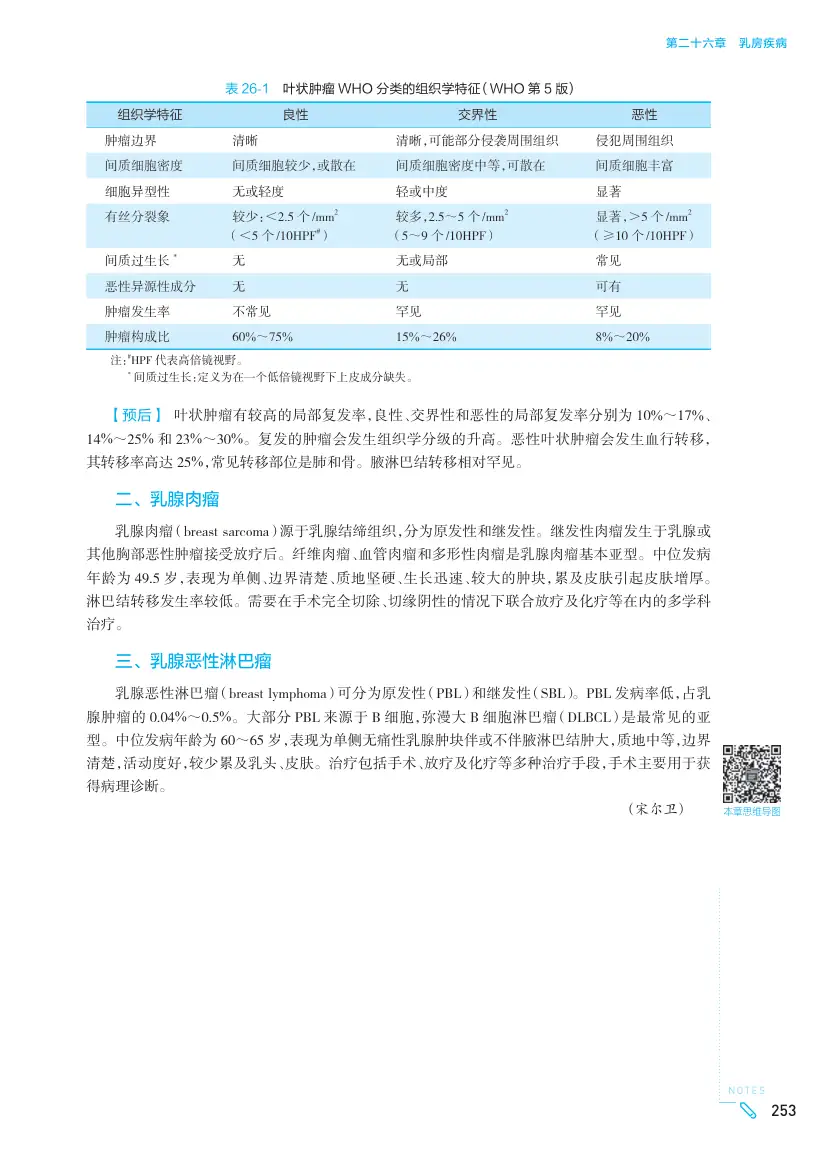 第二十六章 乳房疾病
表 26-1 叶状肿瘤 WHO 分类的组织学特征（WHO 第 5 版）
组织学特征 良性 交界性 恶性
肿瘤边界 清晰 清晰，可能部分侵袭周围组织 侵犯周围组织
间质细胞密度 间质细胞较少，或散在 间质细胞密度中等，可散在 间质细胞丰富
细胞异型性 无或轻度 轻或中度 显著
有丝分裂象 较少：＜2.5 个/mm² 较多，2.5～5 个/mm² 显著，＞5 个/mm²
（＜5 个/10HPF#） （5～9 个/10HPF） （≥10 个/10HPF）
间质过生长* 无 无或局部 常见
恶性异源性成分 无 无 可有
肿瘤发生率 不常见 罕见 罕见
肿瘤构成比 60%～75% 15%～26% 8%～20%
注：#HPF 代表高倍镜视野。
*间质过生长：定义为在一个低倍镜视野下上皮成分缺失。
【预后】 叶状肿瘤有较高的局部复发率，良性、交界性和恶性的局部复发率分别为 10%～17%、
14%～25% 和 23%～30%。复发的肿瘤会发生组织学分级的升高。恶性叶状肿瘤会发生血行转移，
其转移率高达 25%，常见转移部位是肺和骨。腋淋巴结转移相对罕见。
二、乳腺肉瘤
乳腺肉瘤（breast sarcoma）源于乳腺结缔组织，分为原发性和继发性。继发性肉瘤发生于乳腺或
其他胸部恶性肿瘤接受放疗后。纤维肉瘤、血管肉瘤和多形性肉瘤是乳腺肉瘤基本亚型。中位发病
年龄为 49.5 岁，表现为单侧、边界清楚、质地坚硬、生长迅速、较大的肿块，累及皮肤引起皮肤增厚。
淋巴结转移发生率较低。需要在手术完全切除、切缘阴性的情况下联合放疗及化疗等在内的多学科
治疗。
三、乳腺恶性淋巴瘤
乳腺恶性淋巴瘤（breast lymphoma）可分为原发性（PBL）和继发性（SBL）。PBL 发病率低，占乳
腺肿瘤的 0.04%～0.5%。大部分 PBL 来源于 B 细胞，弥漫大 B 细胞淋巴瘤（DLBCL）是最常见的亚
型。中位发病年龄为 60～65 岁，表现为单侧无痛性乳腺肿块伴或不伴腋淋巴结肿大，质地中等，边界
清楚，活动度好，较少累及乳头、皮肤。治疗包括手术、放疗及化疗等多种治疗手段，手术主要用于获
得病理诊断。
（宋尔卫）
本章思维导图
NOTES
253